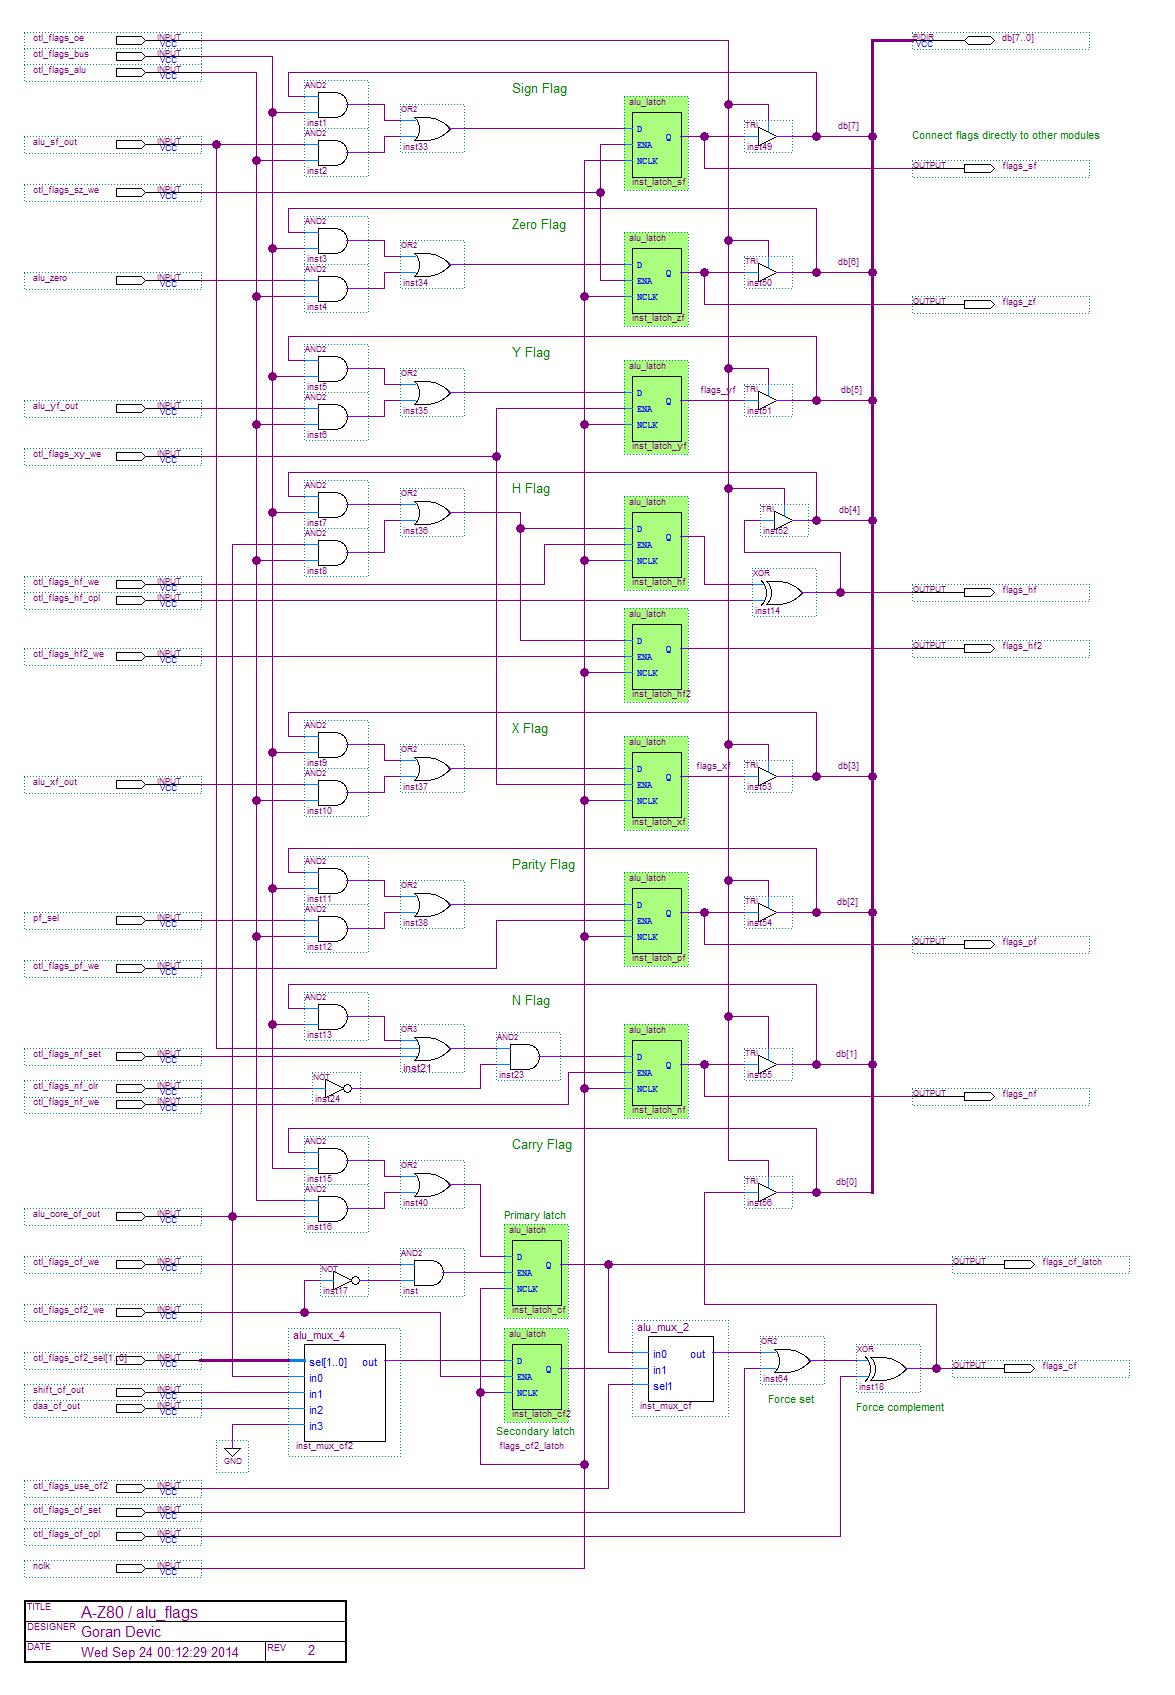 ctl_flags_oe INPUT VCC
ctl_flags_bus INPUT VCC
ctl_flags_alu INPUT VCC
BIDIR VCC db[7..0]
AND2 inst1
Sign Flag
OR2 inst33
alu_latch D ENA NCLK Q inst_latch_sf
TRI inst49
db[7]
Connect flags directly to other modules
alu_sf_out INPUT VCC
AND2 inst2
OUTPUT flags_sf
ctl_flags_sz_we INPUT VCC
AND2 inst3
Zero Flag
OR2 inst34
alu_latch D ENA NCLK Q inst_latch_zf
TRI inst50
db[6]
alu_zero INPUT VCC
AND2 inst4
OUTPUT flags_zf
Y Flag
AND2 inst5
OR2 inst35
alu_latch D ENA NCLK Q inst_latch_yf
flags_yf
TRI inst51
db[5]
alu_yf_out INPUT VCC
AND2 inst6
ctl_flags_xy_we INPUT VCC
H Flag
AND2 inst7
OR2 inst36
alu_latch D ENA NCLK Q inst_latch_hf
TRI inst52
db[4]
AND2 inst8
ctl_flags_hf_we INPUT VCC
ctl_flags_hf_cpl INPUT VCC
XOR inst14
OUTPUT flags_hf
alu_latch D ENA NCLK Q inst_latch_hf2
ctl_flags_hf2_we INPUT VCC
OUTPUT flags_hf2
X Flag
AND2 inst9
OR2 inst37
alu_latch D ENA NCLK Q inst_latch_xf
flags_xf
TRI inst53
db[3]
alu_xf_out INPUT VCC
AND2 inst10
Parity Flag
AND2 inst11
OR2 inst38
alu_latch D ENA NCLK Q inst_latch_pf
TRI inst54
db[2]
pf_sel INPUT VCC
AND2 inst12
OUTPUT flags_pf
ctl_flags_pf_we INPUT VCC
N Flag
AND2 inst13
OR3 inst21
AND2 inst23
alu_latch D ENA NCLK Q inst_latch_nf
TRI inst55
db[1]
ctl_flags_nf_set INPUT VCC
ctl_flags_nf_clr INPUT VCC
NOT inst24
ctl_flags_nf_we INPUT VCC
OUTPUT flags_nf
Carry Flag
AND2 inst15
OR2 inst40
AND2 inst16
TRI inst56
db[0]
alu_core_cf_out INPUT VCC
Primary latch
alu_latch D ENA NCLK Q inst_latch_cf
ctl_flags_cf_we INPUT VCC
NOT inst17
AND2 inst
OUTPUT flags_cf_latch
ctl_flags_cf2_we INPUT VCC
alu_mux_4
sel[1..0] out
in0
in1
in2
in3
inst_mux_cf2
alu_latch D ENA NCLK Q inst_latch_cf2
Secondary latch
flags_cf2_latch
alu_mux_2
in0 out
in1
sel1
inst_mux_cf
OR2 inst64
Force set
XOR inst18
Force complement
OUTPUT flags_cf
ctl_flags_cf2_sel[1..0] INPUT VCC
shift_cf_out INPUT VCC
daa_cf_out INPUT VCC
GND
ctl_flags_use_cf2 INPUT VCC
ctl_flags_cf_set INPUT VCC
ctl_flags_cf_cpl INPUT VCC
nclk INPUT VCC
TITLE A-Z80 / alu_flags
DESIGNER Goran Devic
DATE Wed Sep 24 00:12:29 2014 REV 2